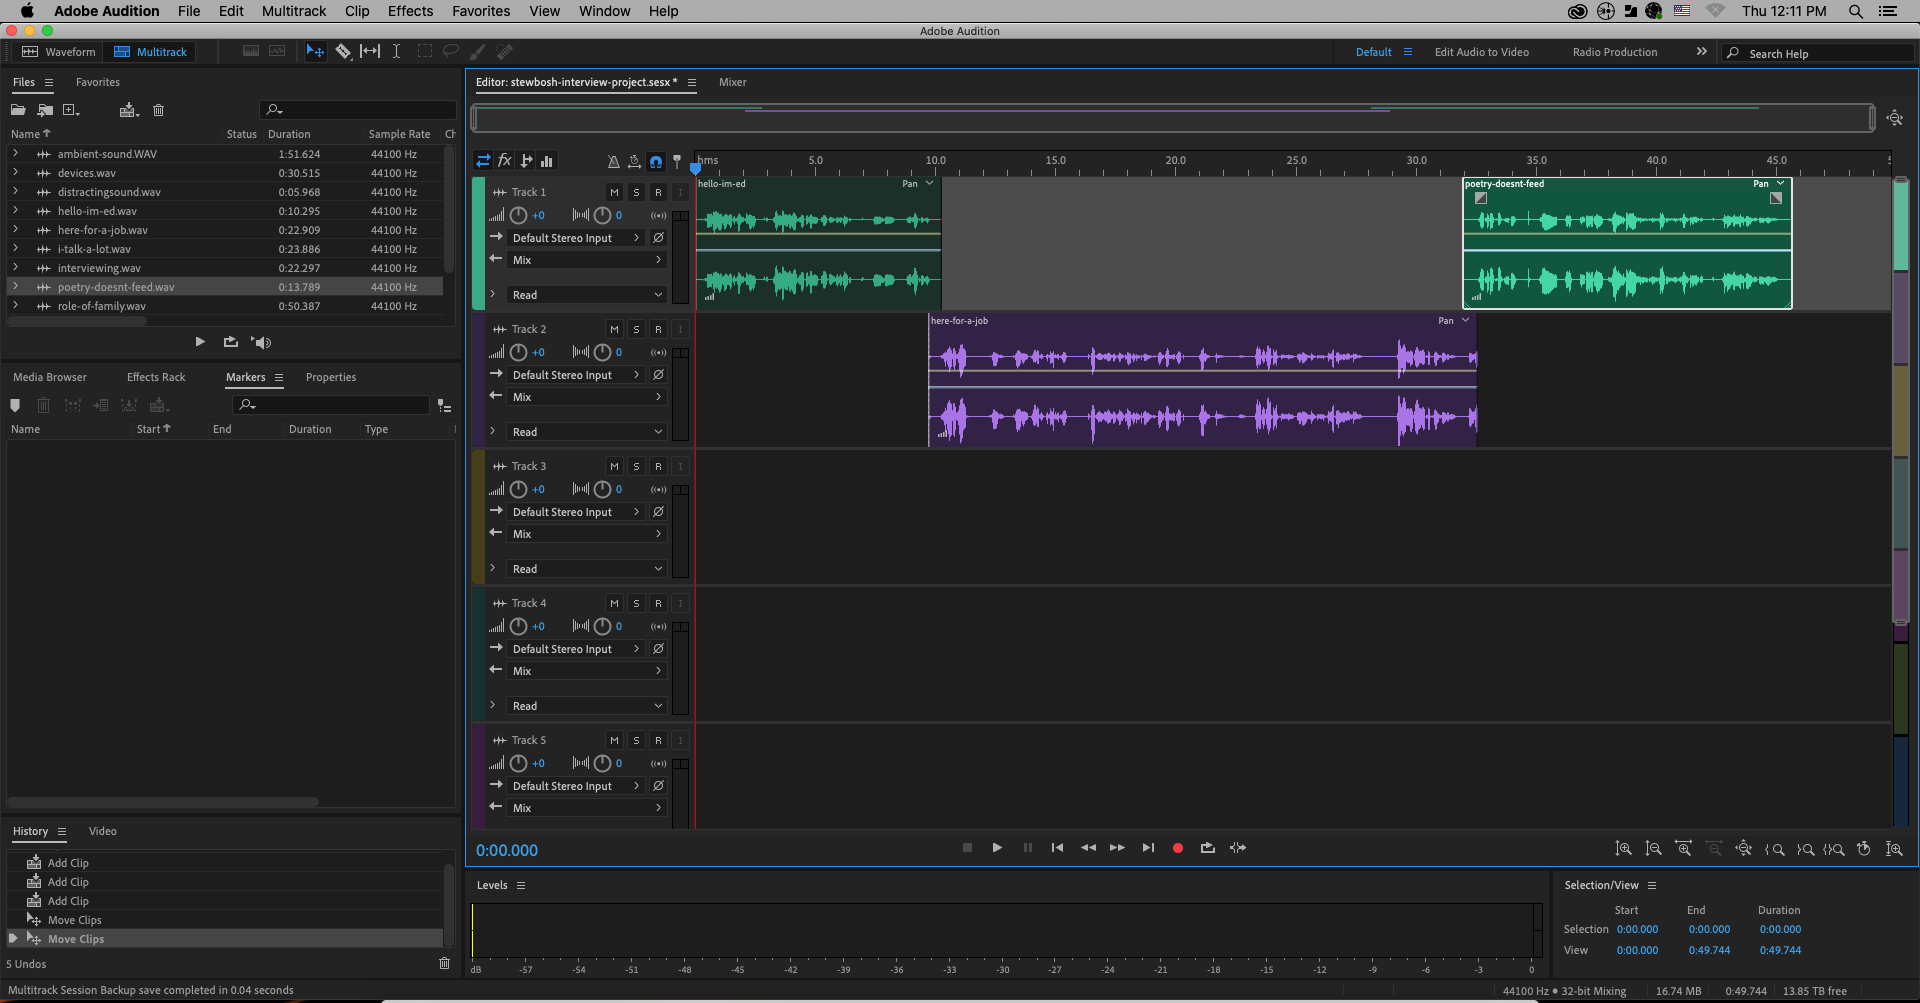 Adobe Audition File Edit Multitrack Clip Effects Favorites View Window Help Thu 12:11 PM
Adobe Audition
Waveform Multitrack Default Edit Audio to Video Radio Production Search Help
Files Favorites
Name Status Duration Sample Rate Ch
ambient-sound.WAV 1:51.624 44100 Hz
devices.wav 0:30.515 44100 Hz
distractingsound.wav 0:05.968 44100 Hz
hello-im-ed.wav 0:10.295 44100 Hz
here-for-a-job.wav 0:22.909 44100 Hz
i-talk-a-lot.wav 0:23.886 44100 Hz
interviewing.wav 0:22.297 44100 Hz
poetry-doesnt-feed.wav 0:13.789 44100 Hz
role-of-family.wav 0:50.387 44100 Hz
Media Browser Effects Rack Markers Properties
Name Start End Duration Type
History Video
Add Clip
Add Clip
Add Clip
Move Clips
Move Clips
5 Undos
Editor: stewbosh-interview-project.sesx * Mixer
fx hms 5.0 10.0 15.0 20.0 25.0 30.0 35.0 40.0 45.0 5
Track 1 M S R I
+0 0
Default Stereo Input
Mix
Read
hello-im-ed Pan
poetry-doesnt-feed Pan
Track 2 M S R I
+0 0
Default Stereo Input
Mix
Read
here-for-a-job Pan
Track 3 M S R I
+0 0
Default Stereo Input
Mix
Read
Track 4 M S R I
+0 0
Default Stereo Input
Mix
Read
Track 5 M S R I
+0 0
Default Stereo Input
Mix
0:00.000
Levels
dB -57 -54 -51 -48 -45 -42 -39 -36 -33 -30 -27 -24 -21 -18 -15 -12 -9 -6 -3 0
Selection/View
Start End Duration
Selection 0:00.000 0:00.000 0:00.000
View 0:00.000 0:49.744 0:49.744
Multitrack Session Backup save completed in 0.04 seconds
44100 Hz • 32-bit Mixing 16.74 MB 0:49.744 13.85 TB free